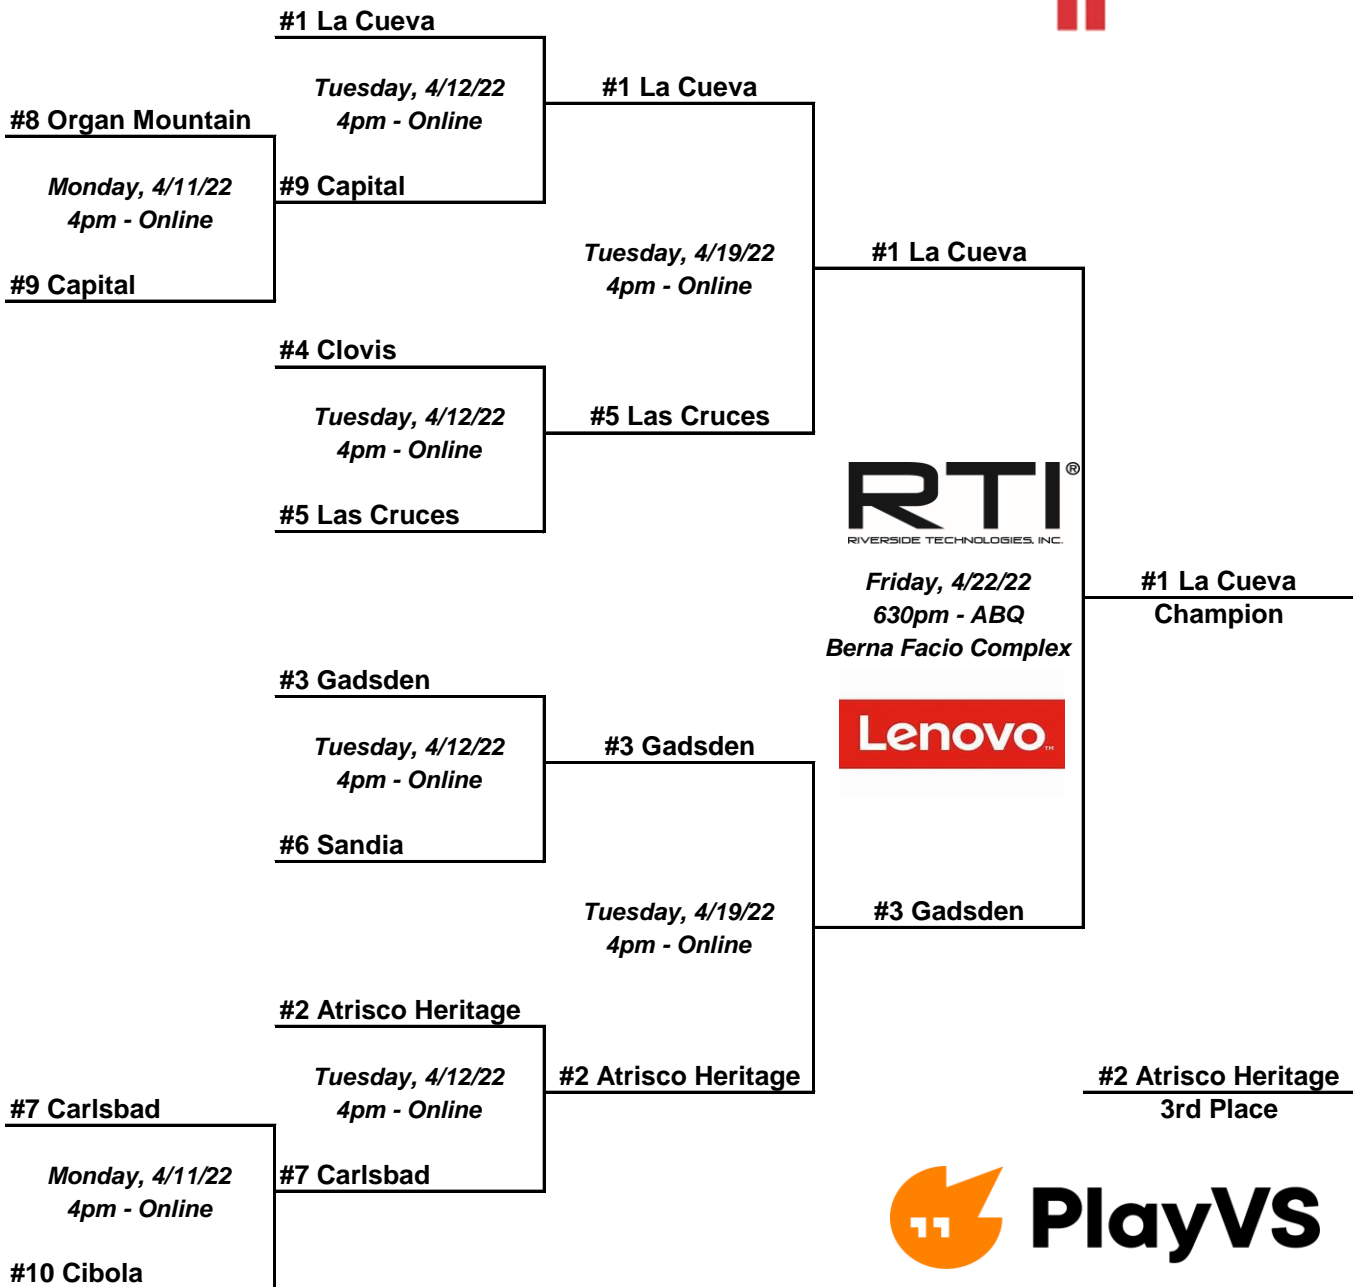 #1 La Cueva
Tuesday, 4/12/22
4pm - Online
#1 La Cueva
#8 Organ Mountain
Monday, 4/11/22
4pm - Online
#9 Capital
#9 Capital
Tuesday, 4/19/22
4pm - Online
#1 La Cueva
#4 Clovis
Tuesday, 4/12/22
4pm - Online
#5 Las Cruces
#5 Las Cruces
RTI®
RIVERSIDE TECHNOLOGIES, INC.
Friday, 4/22/22
630pm - ABQ
Berna Facio Complex
#1 La Cueva
Champion
Lenovo™
#3 Gadsden
Tuesday, 4/12/22
4pm - Online
#3 Gadsden
#6 Sandia
Tuesday, 4/19/22
4pm - Online
#3 Gadsden
#2 Atrisco Heritage
Tuesday, 4/12/22
4pm - Online
#2 Atrisco Heritage
#2 Atrisco Heritage
3rd Place
#7 Carlsbad
Monday, 4/11/22
4pm - Online
#7 Carlsbad
#10 Cibola
PlayVS